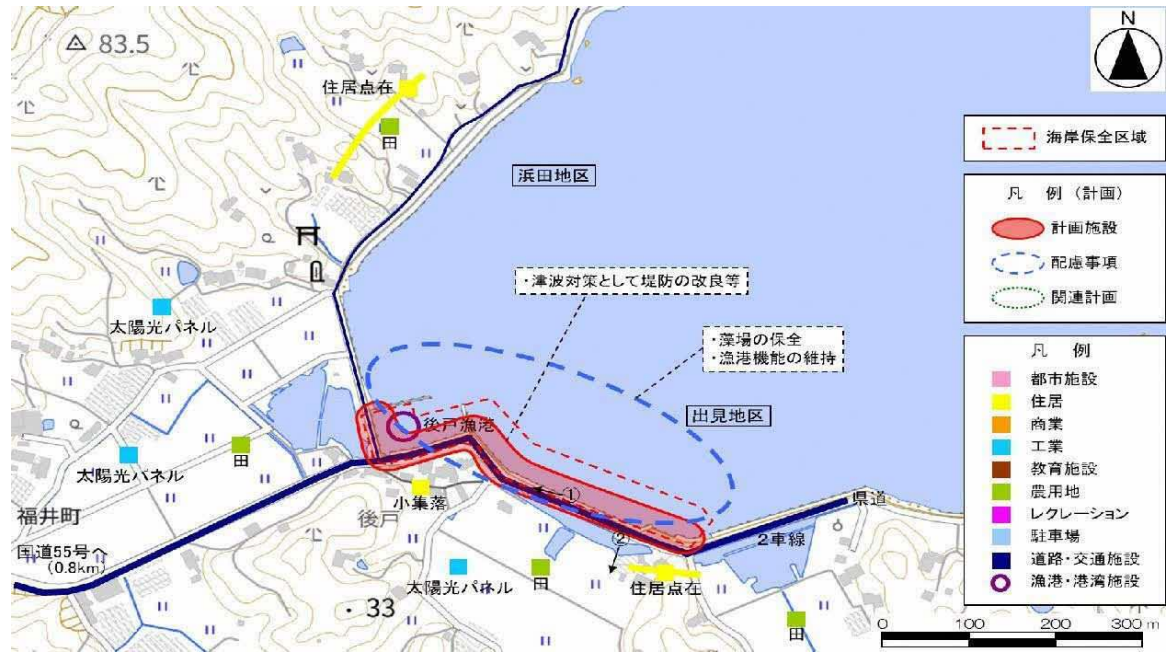 83.5
住居点在
田
浜田地区
・津波対策として堤防の改良等
太陽光パネル
・藻場の保全
・漁港機能の維持
出見地区
後戸漁港
太陽光パネル
田
小集落
①
福井町
後戸
県道
2車線
国道55号へ
(0.8km)
②
太陽光パネル
田
住居点在
・33
田
N
海岸保全区域
凡 例 (計画)
計画施設
配慮事項
関連計画
凡 例
都市施設
住居
商業
工業
教育施設
農用地
レクレーション
駐車場
道路・交通施設
漁港・港湾施設
0 100 200 300 m